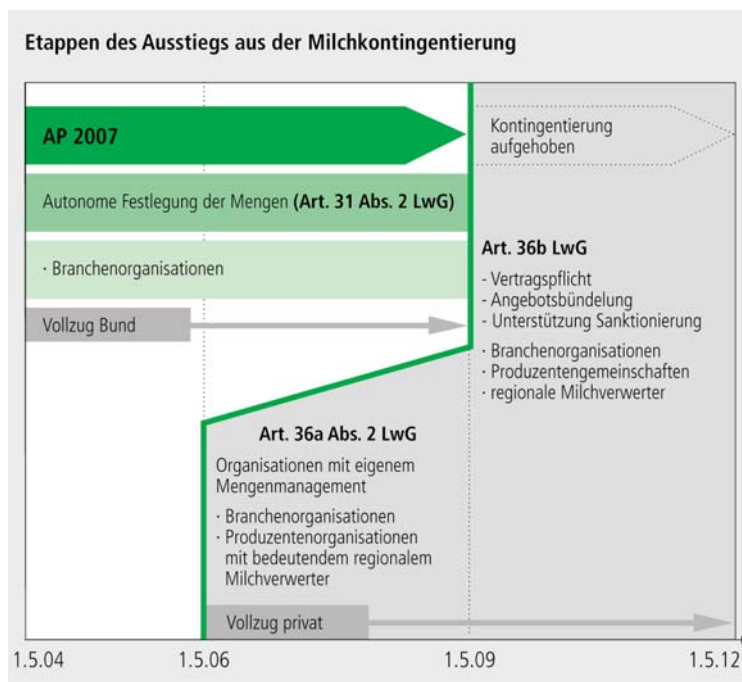 Etappen des Ausstiegs aus der Milchkontingentierung
AP 2007
Kontingentierung
aufgehoben
Autonome Festlegung der Mengen (Art. 31 Abs. 2 LwG)
· Branchenorganisationen
Vollzug Bund
Art. 36b LwG
- Vertragspflicht
- Angebotsbündelung
- Unterstützung Sanktionierung
· Branchenorganisationen
· Produzentengemeinschaften
· regionale Milchverwerter
Art. 36a Abs. 2 LwG
Organisationen mit eigenem
Mengenmanagement
· Branchenorganisationen
· Produzentenorganisationen
mit bedeutendem regionalem
Milchverwerter
Vollzug privat
1.5.04 1.5.06 1.5.09 1.5.12